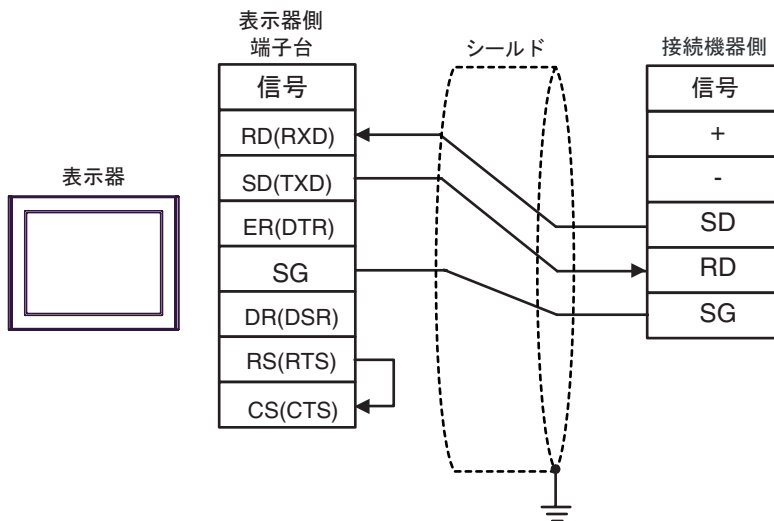 表示器側
端子台
シールド
接続機器側
信号
RD(RXD)
SD(TXD)
ER(DTR)
SG
DR(DSR)
RS(RTS)
CS(CTS)
表示器
信号
+
-
SD
RD
SG